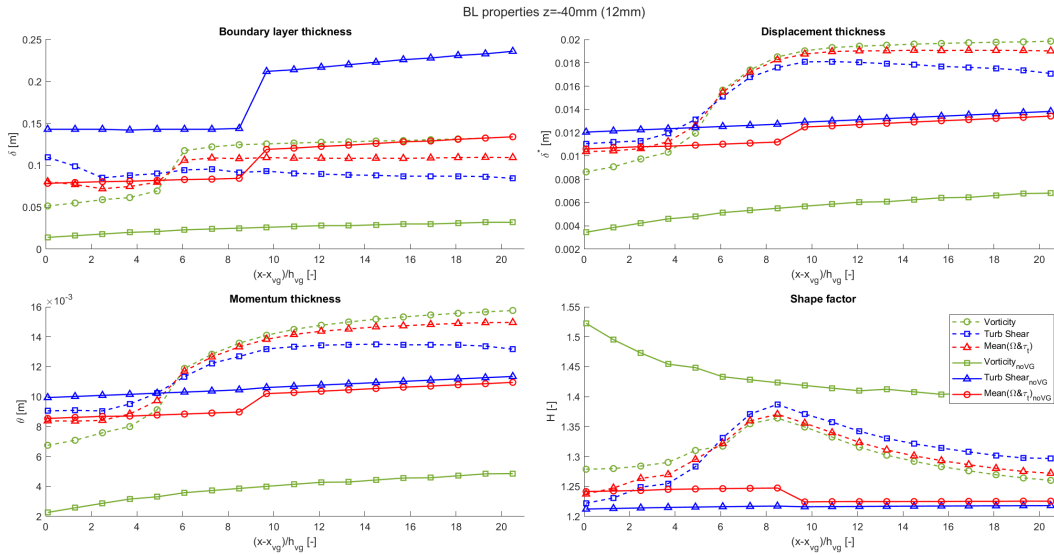 BL properties z=-40mm (12mm)
Boundary layer thickness
0.25
0.2
0.15
0.1
0.05
0
δ [m]
0 2 4 6 8 10 12 14 16 18 20
(x-x_vg)/h_vg [-]
Displacement thickness
0.02
0.018
0.016
0.014
0.012
0.01
0.008
0.006
0.004
0.002
δ* [m]
0 2 4 6 8 10 12 14 16 18 20
(x-x_vg)/h_vg [-]
Momentum thickness
×10⁻³
16
14
12
10
8
6
4
2
θ [m]
0 2 4 6 8 10 12 14 16 18 20
(x-x_vg)/h_vg [-]
Shape factor
1.55
1.5
1.45
1.4
1.35
1.3
1.25
1.2
H [-]
0 2 4 6 8 10 12 14 16 18 20
(x-x_vg)/h_vg [-]
Vorticity
Turb Shear
Mean(Ω&τ_t)
Vorticity_noVG
Turb Shear_noVG
Mean(Ω&τ_t)_noVG